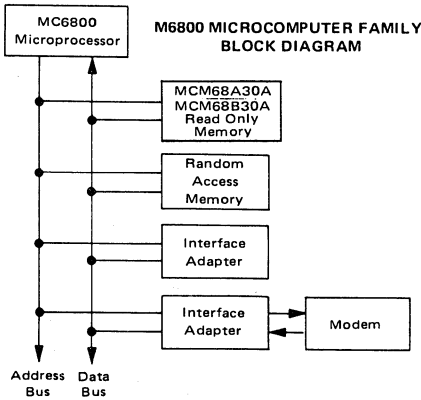 MC6800
Microprocessor
M6800 MICROCOMPUTER FAMILY
BLOCK DIAGRAM
MCM68A30A
MCM68B30A
Read Only
Memory
Random
Access
Memory
Interface
Adapter
Interface
Adapter
Modem
Address
Bus
Data
Bus